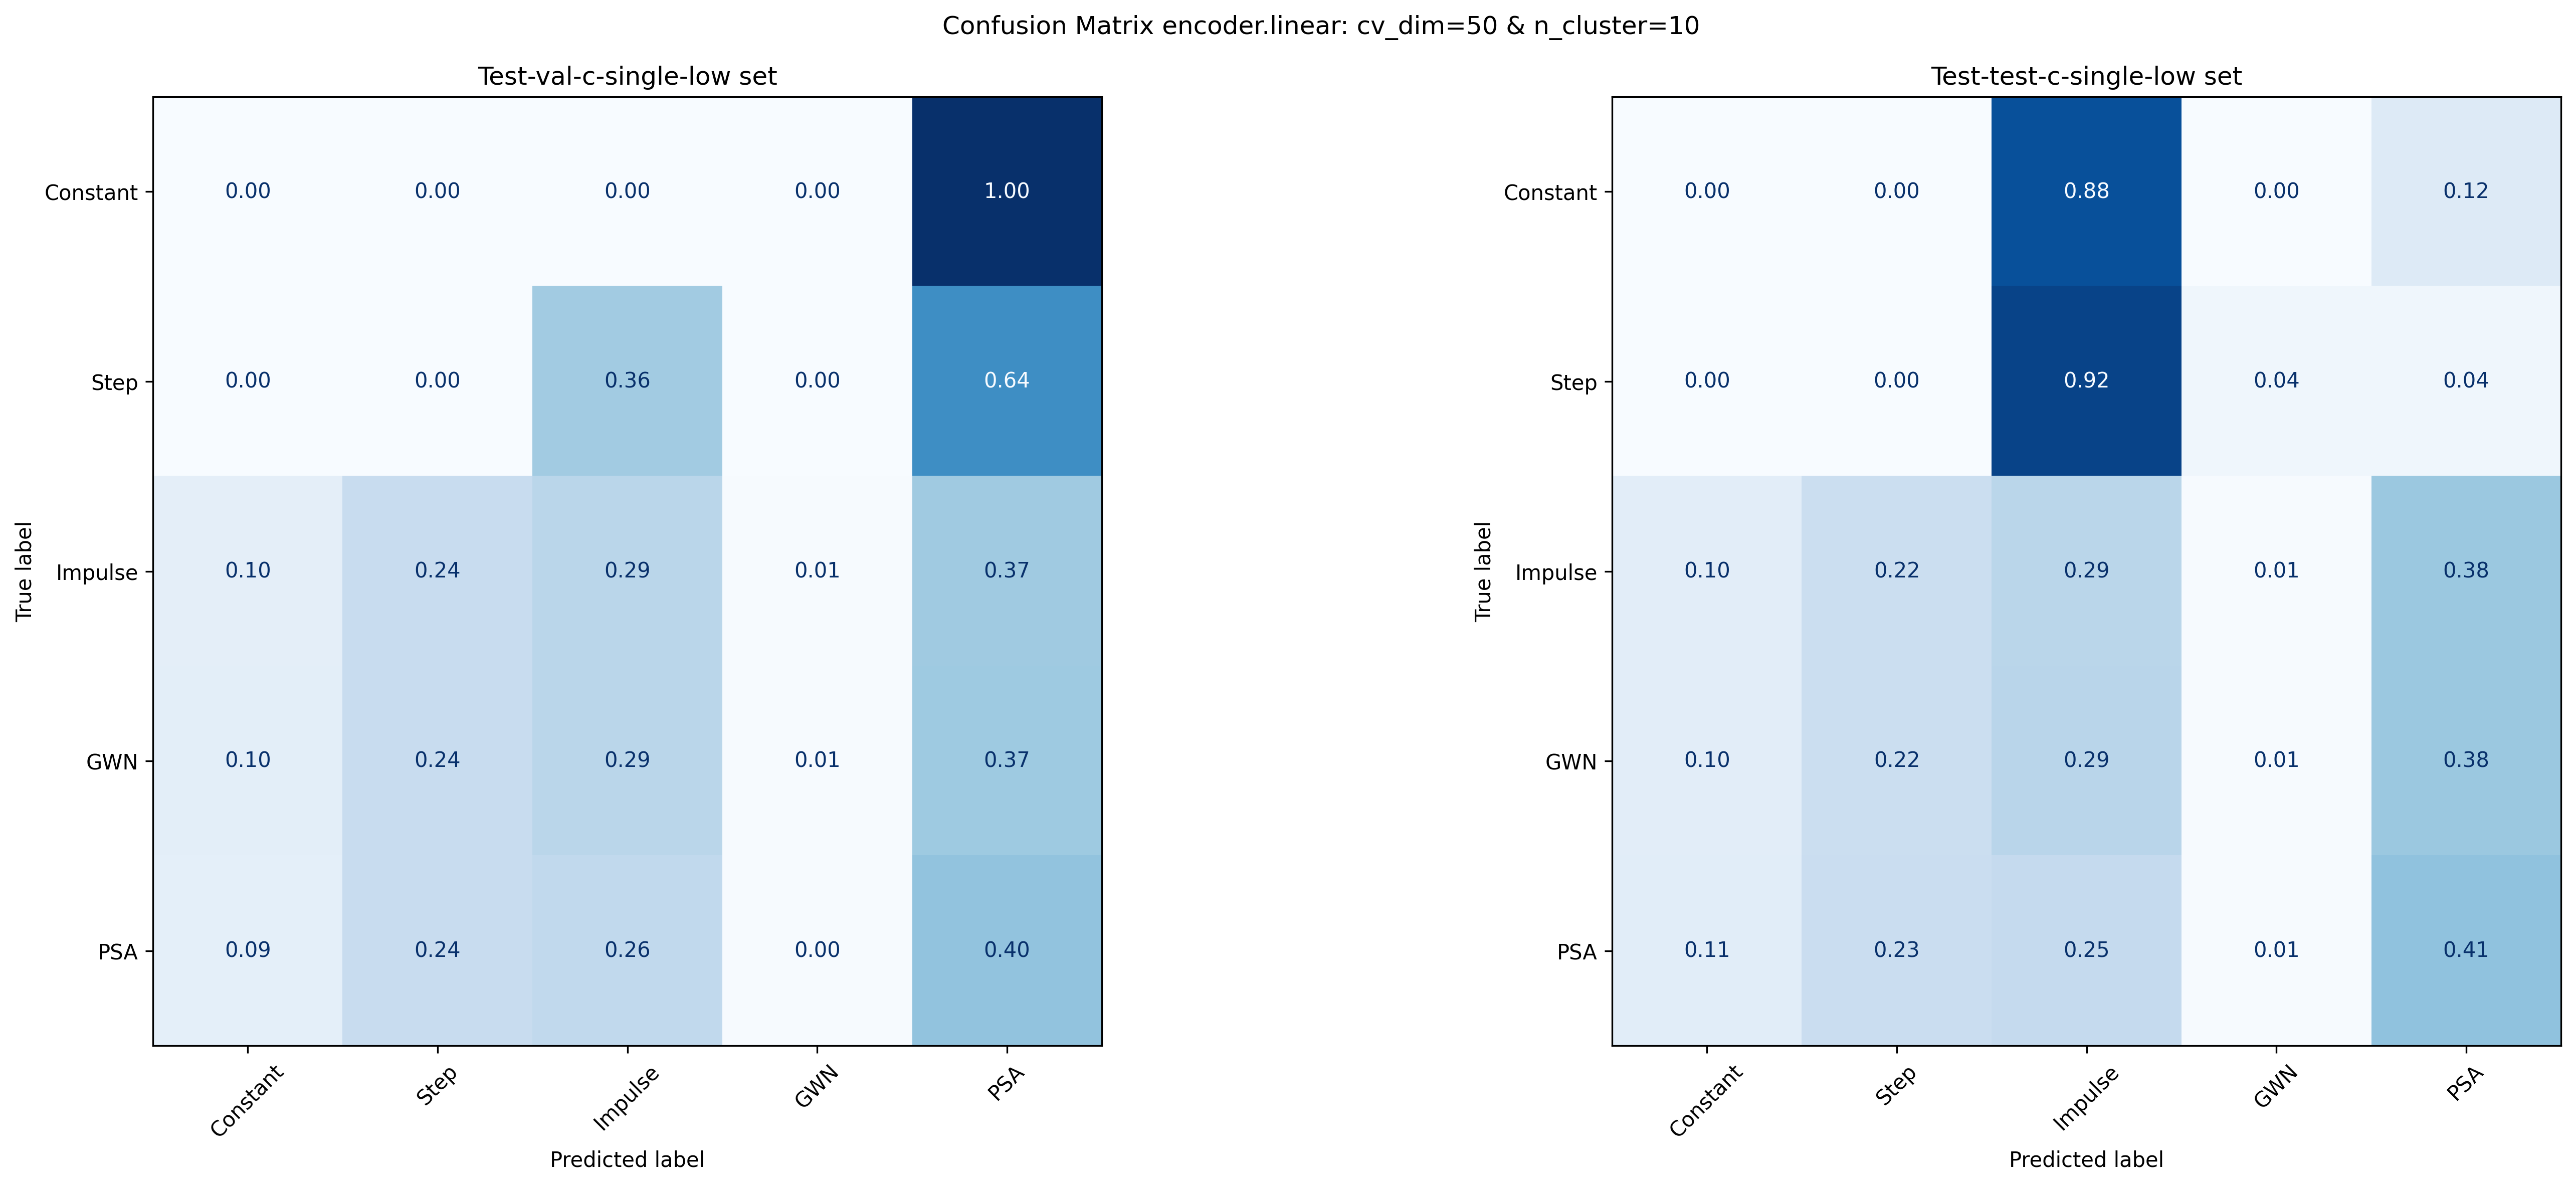 Confusion Matrix encoder.linear: cv_dim=50 & n_cluster=10
Test-val-c-single-low set
True label
Constant 0.00 0.00 0.00 0.00 1.00
Step 0.00 0.00 0.36 0.00 0.64
Impulse 0.10 0.24 0.29 0.01 0.37
GWN 0.10 0.24 0.29 0.01 0.37
PSA 0.09 0.24 0.26 0.00 0.40
Constant Step Impulse GWN PSA
Predicted label
Test-test-c-single-low set
True label
Constant 0.00 0.00 0.88 0.00 0.12
Step 0.00 0.00 0.92 0.04 0.04
Impulse 0.10 0.22 0.29 0.01 0.38
GWN 0.10 0.22 0.29 0.01 0.38
PSA 0.11 0.23 0.25 0.01 0.41
Constant Step Impulse GWN PSA
Predicted label